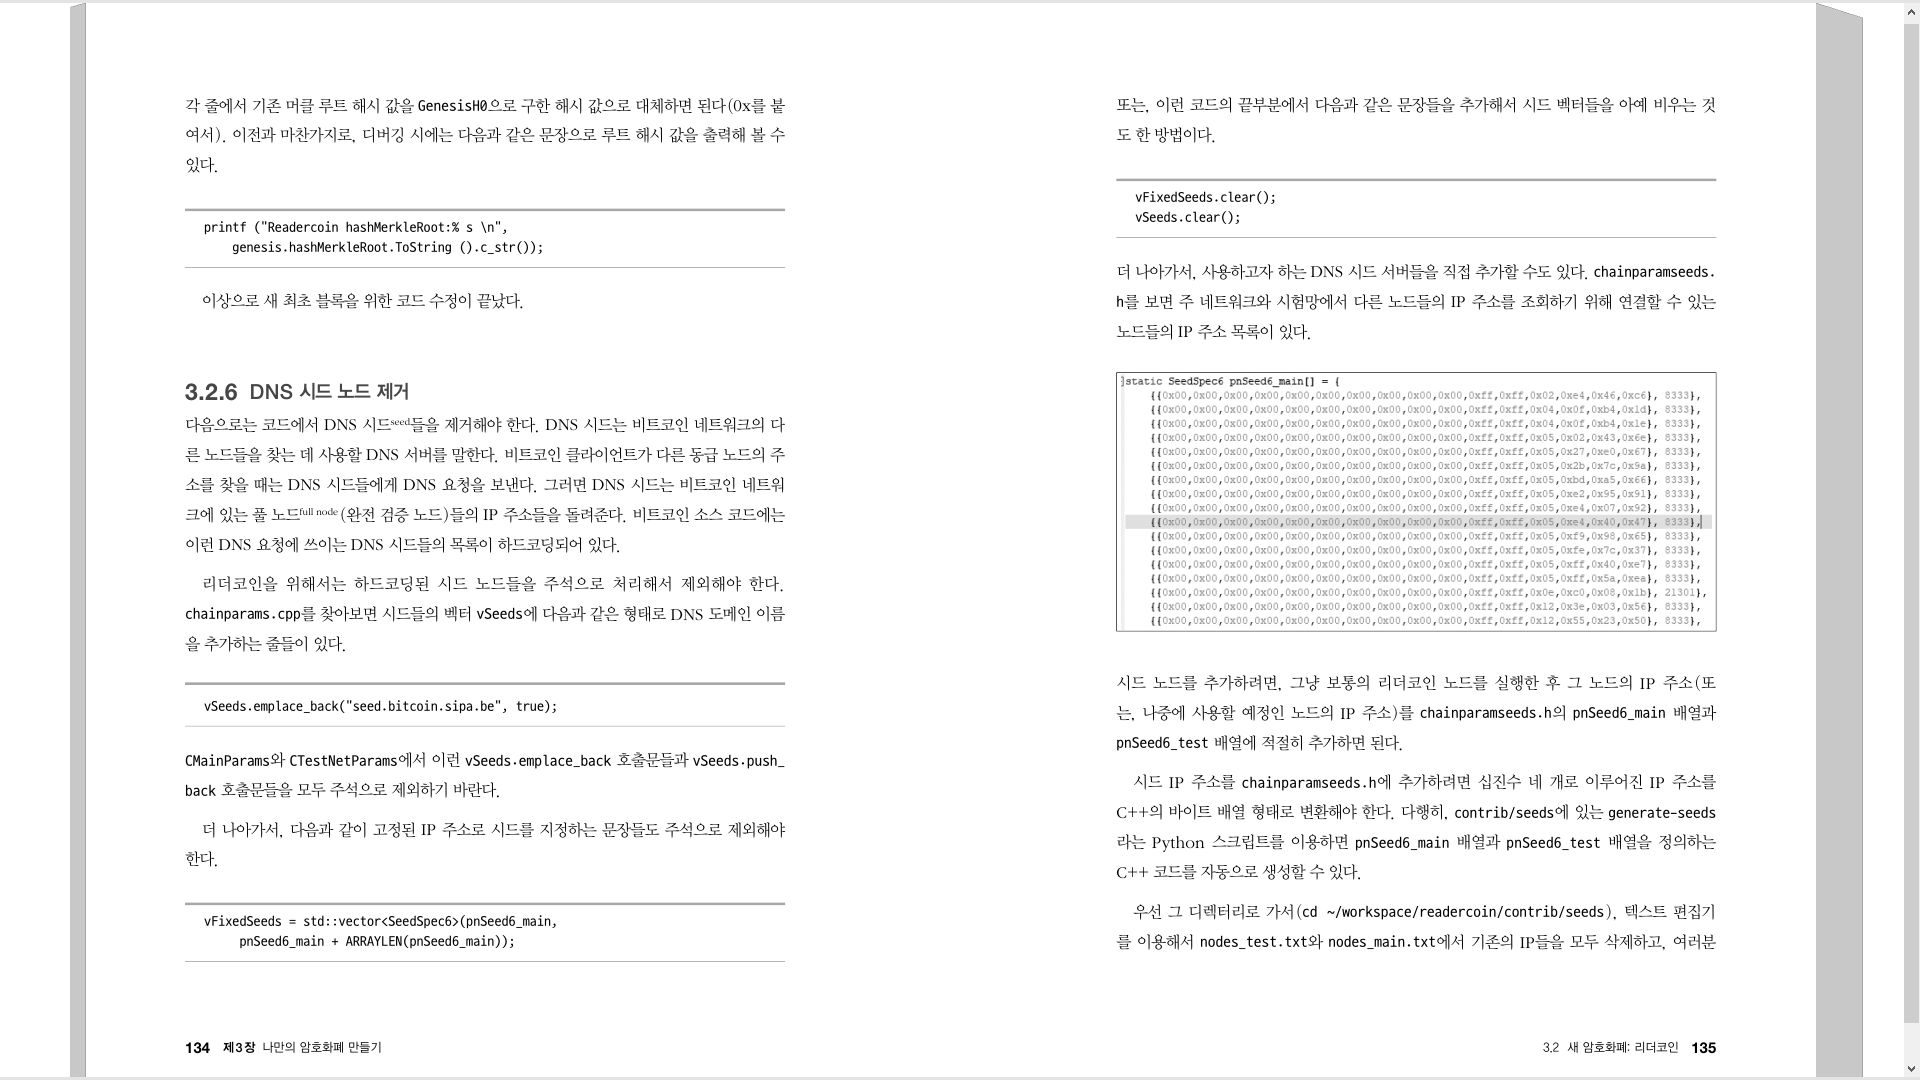 각 줄에서 기존 머클 루트 해시 값을 GenesisH0으로 구한 해시 값으로 대체하면 된다(0x를 붙
여서). 이전과 마찬가지로, 디버깅 시에는 다음과 같은 문장으로 루트 해시 값을 출력해 볼 수
있다.
printf ("Readercoin hashMerkleRoot:% s \n",
genesis.hashMerkleRoot.ToString ().c_str());
이상으로 새 최초 블록을 위한 코드 수정이 끝났다.
3.2.6 DNS 시드 노드 제거
다음으로는 코드에서 DNS 시드seed들을 제거해야 한다. DNS 시드는 비트코인 네트워크의 다
른 노드들을 찾는 데 사용할 DNS 서버를 말한다. 비트코인 클라이언트가 다른 동급 노드의 주
소를 찾을 때는 DNS 시드들에게 DNS 요청을 보낸다. 그러면 DNS 시드는 비트코인 네트워
크에 있는 풀 노드full node(완전 검증 노드)들의 IP 주소들을 돌려준다. 비트코인 소스 코드에는
이런 DNS 요청에 쓰이는 DNS 시드들의 목록이 하드코딩되어 있다.
리더코인을 위해서는 하드코딩된 시드 노드들을 주석으로 처리해서 제외해야 한다.
chainparams.cpp를 찾아보면 시드들의 벡터 vSeeds에 다음과 같은 형태로 DNS 도메인 이름
을 추가하는 줄들이 있다.
vSeeds.emplace_back("seed.bitcoin.sipa.be", true);
CMainParams와 CTestNetParams에서 이런 vSeeds.emplace_back 호출문들과 vSeeds.push_
back 호출문들을 모두 주석으로 제외하기 바란다.
더 나아가서, 다음과 같이 고정된 IP 주소로 시드를 지정하는 문장들도 주석으로 제외해야
한다.
vFixedSeeds = std::vector<SeedSpec6>(pnSeed6_main,
pnSeed6_main + ARRAYLEN(pnSeed6_main));
134 제3장 나만의 암호화폐 만들기
또는, 이런 코드의 끝부분에서 다음과 같은 문장들을 추가해서 시드 벡터들을 아예 비우는 것
도 한 방법이다.
vFixedSeeds.clear();
vSeeds.clear();
더 나아가서, 사용하고자 하는 DNS 시드 서버들을 직접 추가할 수도 있다. chainparamseeds.
h를 보면 주 네트워크와 시험망에서 다른 노드들의 IP 주소를 조회하기 위해 연결할 수 있는
노드들의 IP 주소 목록이 있다.
static SeedSpec6 pnSeed6_main[] = {
{{0x00,0x00,0x00,0x00,0x00,0x00,0x00,0x00,0x00,0x00,0xff,0xff,0x02,0xe4,0x46,0xc6}, 8333},
{{0x00,0x00,0x00,0x00,0x00,0x00,0x00,0x00,0x00,0x00,0xff,0xff,0x04,0x0f,0xb4,0x1d}, 8333},
{{0x00,0x00,0x00,0x00,0x00,0x00,0x00,0x00,0x00,0x00,0xff,0xff,0x04,0x0f,0xb4,0x1e}, 8333},
{{0x00,0x00,0x00,0x00,0x00,0x00,0x00,0x00,0x00,0x00,0xff,0xff,0x05,0x02,0x43,0x6e}, 8333},
{{0x00,0x00,0x00,0x00,0x00,0x00,0x00,0x00,0x00,0x00,0xff,0xff,0x05,0x27,0xe0,0x67}, 8333},
{{0x00,0x00,0x00,0x00,0x00,0x00,0x00,0x00,0x00,0x00,0xff,0xff,0x05,0x2b,0x7c,0x9a}, 8333},
{{0x00,0x00,0x00,0x00,0x00,0x00,0x00,0x00,0x00,0x00,0xff,0xff,0x05,0xbd,0xa5,0x66}, 8333},
{{0x00,0x00,0x00,0x00,0x00,0x00,0x00,0x00,0x00,0x00,0xff,0xff,0x05,0xe2,0x95,0x91}, 8333},
{{0x00,0x00,0x00,0x00,0x00,0x00,0x00,0x00,0x00,0x00,0xff,0xff,0x05,0xe4,0x07,0x92}, 8333},
{{0x00,0x00,0x00,0x00,0x00,0x00,0x00,0x00,0x00,0x00,0xff,0xff,0x05,0xe4,0x40,0x47}, 8333},
{{0x00,0x00,0x00,0x00,0x00,0x00,0x00,0x00,0x00,0x00,0xff,0xff,0x05,0xf9,0x98,0x65}, 8333},
{{0x00,0x00,0x00,0x00,0x00,0x00,0x00,0x00,0x00,0x00,0xff,0xff,0x05,0xfe,0x7c,0x37}, 8333},
{{0x00,0x00,0x00,0x00,0x00,0x00,0x00,0x00,0x00,0x00,0xff,0xff,0x05,0xff,0x40,0xe7}, 8333},
{{0x00,0x00,0x00,0x00,0x00,0x00,0x00,0x00,0x00,0x00,0xff,0xff,0x05,0xff,0x5a,0xea}, 8333},
{{0x00,0x00,0x00,0x00,0x00,0x00,0x00,0x00,0x00,0x00,0xff,0xff,0x0e,0xc0,0x08,0x1b}, 21301},
{{0x00,0x00,0x00,0x00,0x00,0x00,0x00,0x00,0x00,0x00,0xff,0xff,0x12,0x3e,0x03,0x56}, 8333},
{{0x00,0x00,0x00,0x00,0x00,0x00,0x00,0x00,0x00,0x00,0xff,0xff,0x12,0x55,0x23,0x50}, 8333},
시드 노드를 추가하려면, 그냥 보통의 리더코인 노드를 실행한 후 그 노드의 IP 주소(또
는, 나중에 사용할 예정인 노드의 IP 주소)를 chainparamseeds.h의 pnSeed6_main 배열과
pnSeed6_test 배열에 적절히 추가하면 된다.
시드 IP 주소를 chainparamseeds.h에 추가하려면 십진수 네 개로 이루어진 IP 주소를
C++의 바이트 배열 형태로 변환해야 한다. 다행히, contrib/seeds에 있는 generate-seeds
라는 Python 스크립트를 이용하면 pnSeed6_main 배열과 pnSeed6_test 배열을 정의하는
C++ 코드를 자동으로 생성할 수 있다.
우선 그 디렉터리로 가서(cd ~/workspace/readercoin/contrib/seeds), 텍스트 편집기
를 이용해서 nodes_test.txt와 nodes_main.txt에서 기존의 IP들을 모두 삭제하고, 여러분
3.2 새 암호화폐: 리더코인 135